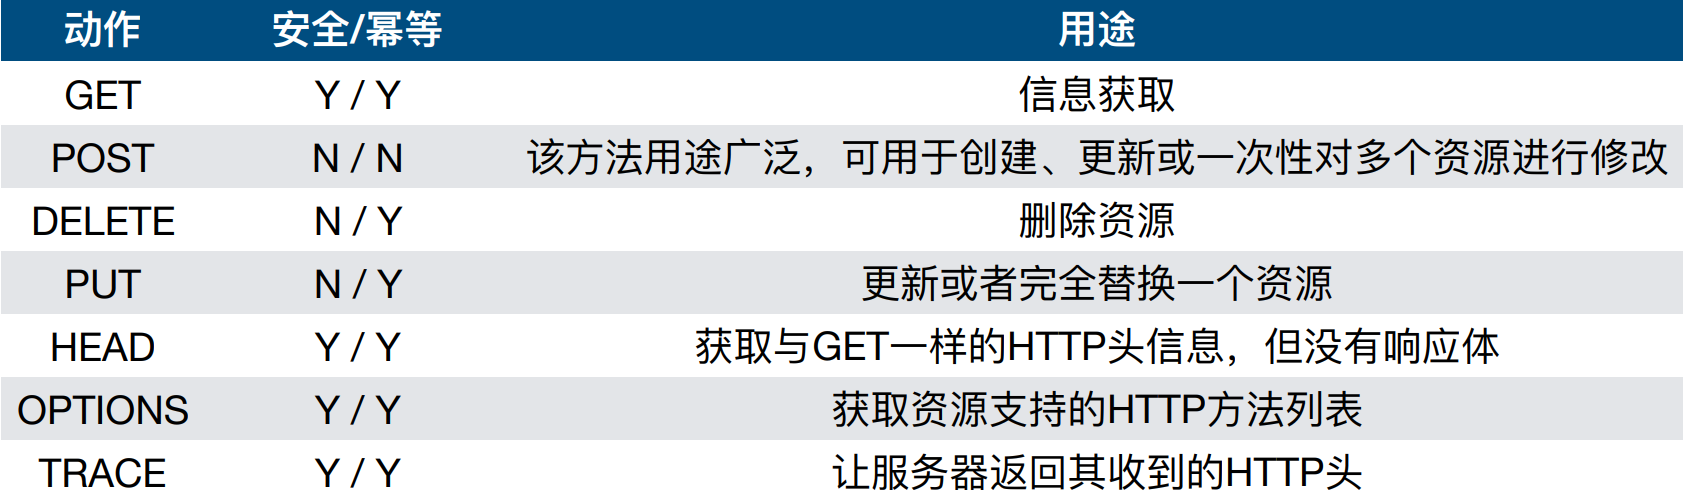 动作 安全/幂等 用途
GET Y / Y 信息获取
POST N / N 该方法用途广泛，可用于创建、更新或一次性对多个资源进行修改
DELETE N / Y 删除资源
PUT N / Y 更新或者完全替换一个资源
HEAD Y / Y 获取与GET一样的HTTP头信息，但没有响应体
OPTIONS Y / Y 获取资源支持的HTTP方法列表
TRACE Y / Y 让服务器返回其收到的HTTP头